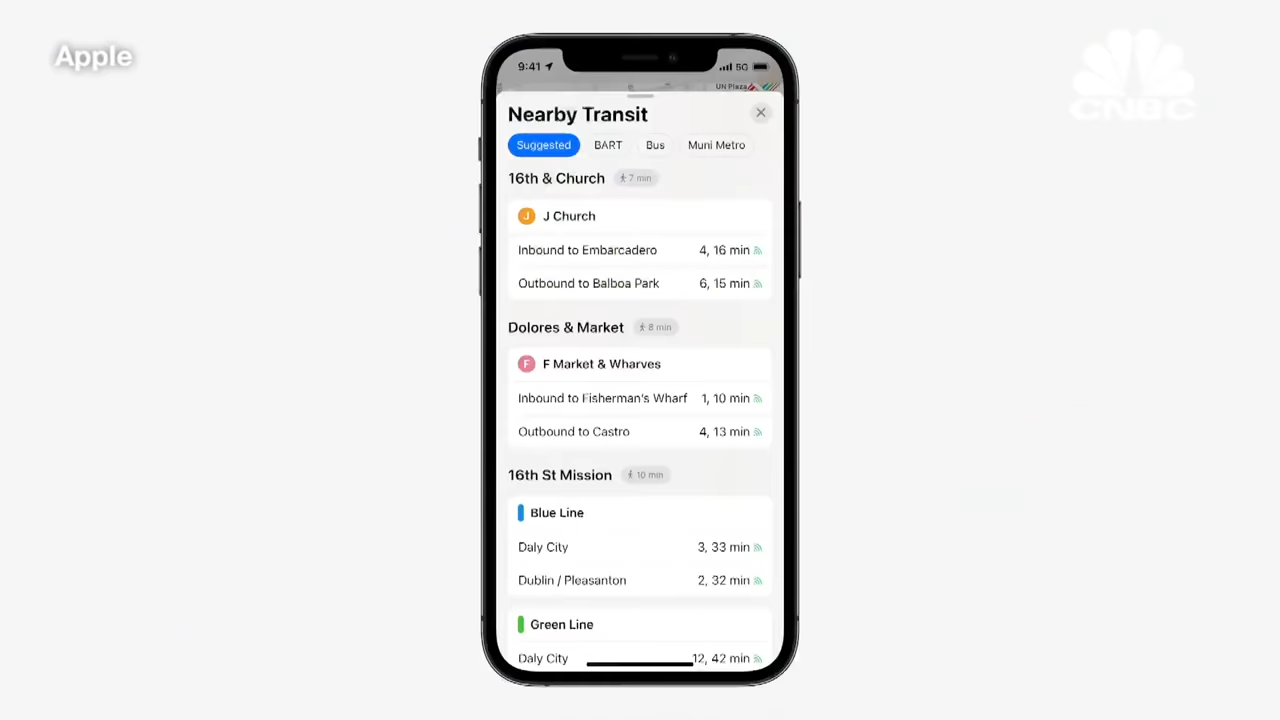 Apple
CNBC
9:41 5G
UN Plaza
Nearby Transit
Suggested BART Bus Muni Metro
16th & Church 7 min
J J Church
Inbound to Embarcadero 4, 16 min
Outbound to Balboa Park 6, 15 min
Dolores & Market 8 min
F F Market & Wharves
Inbound to Fisherman's Wharf 1, 10 min
Outbound to Castro 4, 13 min
16th St Mission 10 min
Blue Line
Daly City 3, 33 min
Dublin / Pleasanton 2, 32 min
Green Line
Daly City 12, 42 min